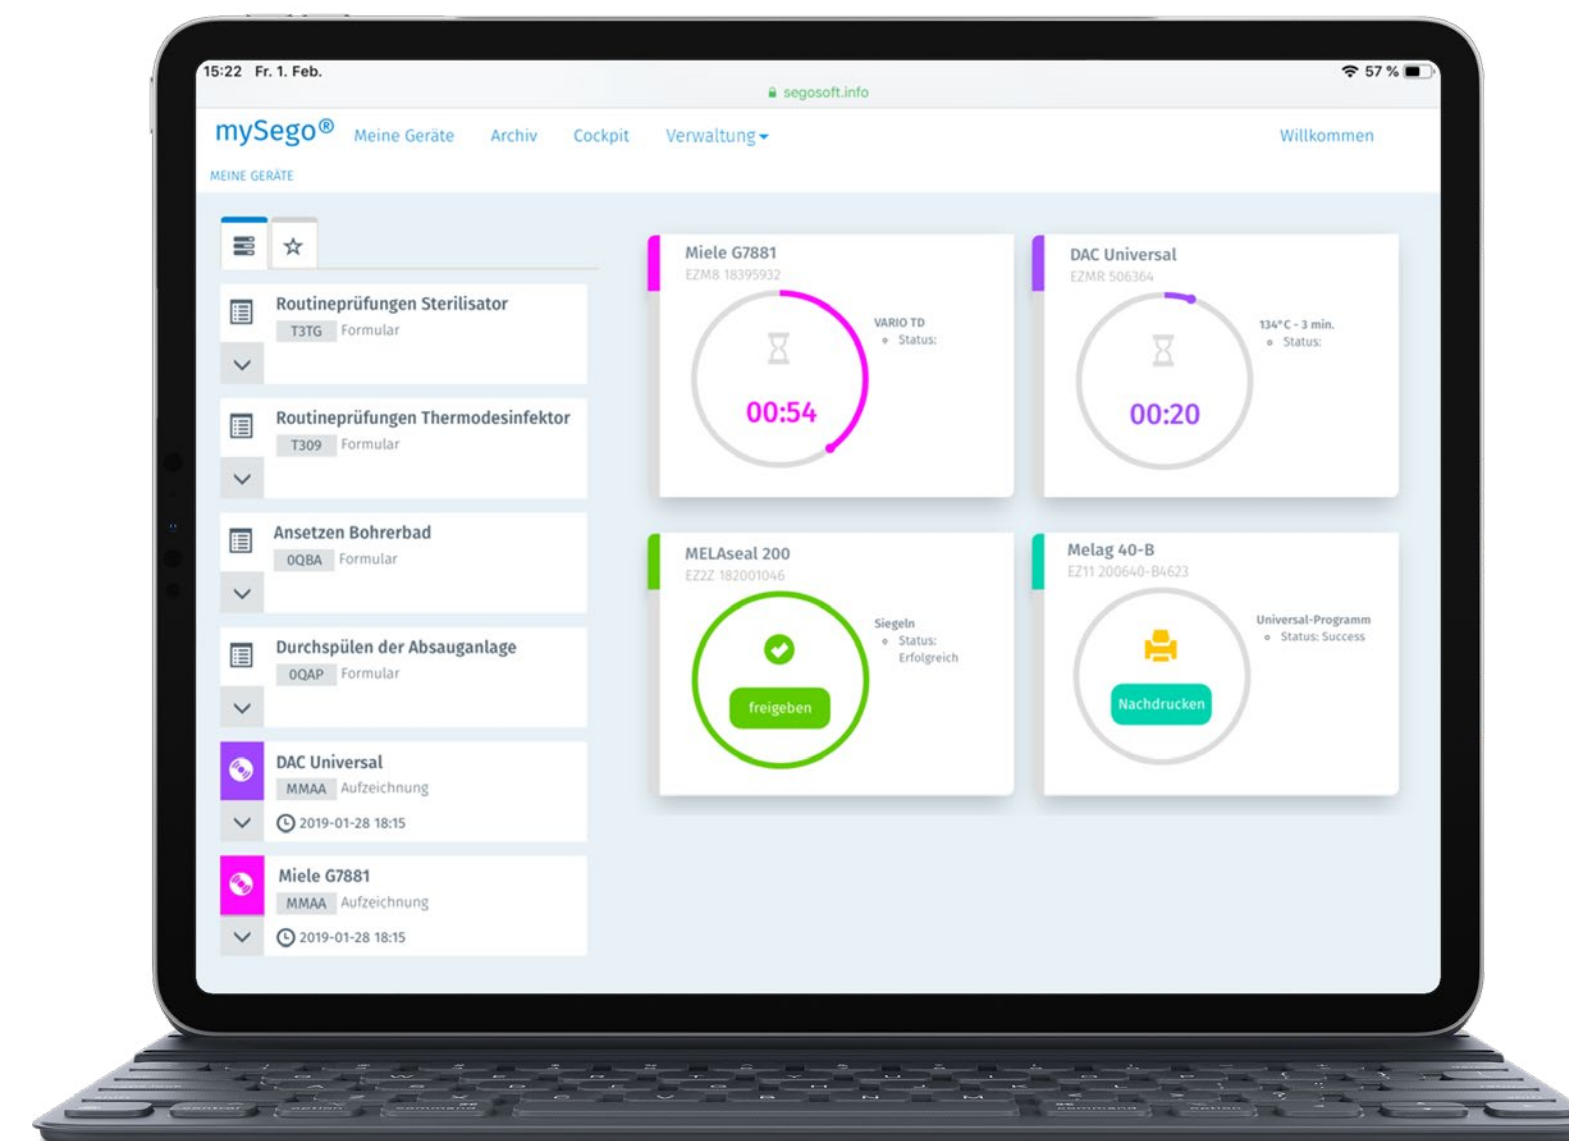 15:22 Fr. 1. Feb.
57 %
segosoft.info
mySego® Meine Geräte Archiv Cockpit Verwaltung Willkommen
MEINE GERÄTE
Routineprüfungen Sterilisator
T3TG Formular
Routineprüfungen Thermodesinfektor
T309 Formular
Ansetzen Bohrerbad
0QBA Formular
Durchspülen der Absauganlage
0QAP Formular
DAC Universal
MMAA Aufzeichnung
2019-01-28 18:15
Miele G7881
MMAA Aufzeichnung
2019-01-28 18:15
Miele G7881
EZM8 18395932
VARIO TD
Status:
00:54
DAC Universal
EZMR 506364
134°C - 3 min.
Status:
00:20
MELAseal 200
EZ2Z 182001046
Siegeln
Status:
Erfolgreich
freigeben
Melag 40-B
EZ11 200640-B4623
Universal-Programm
Status: Success
Nachdrucken
command
option